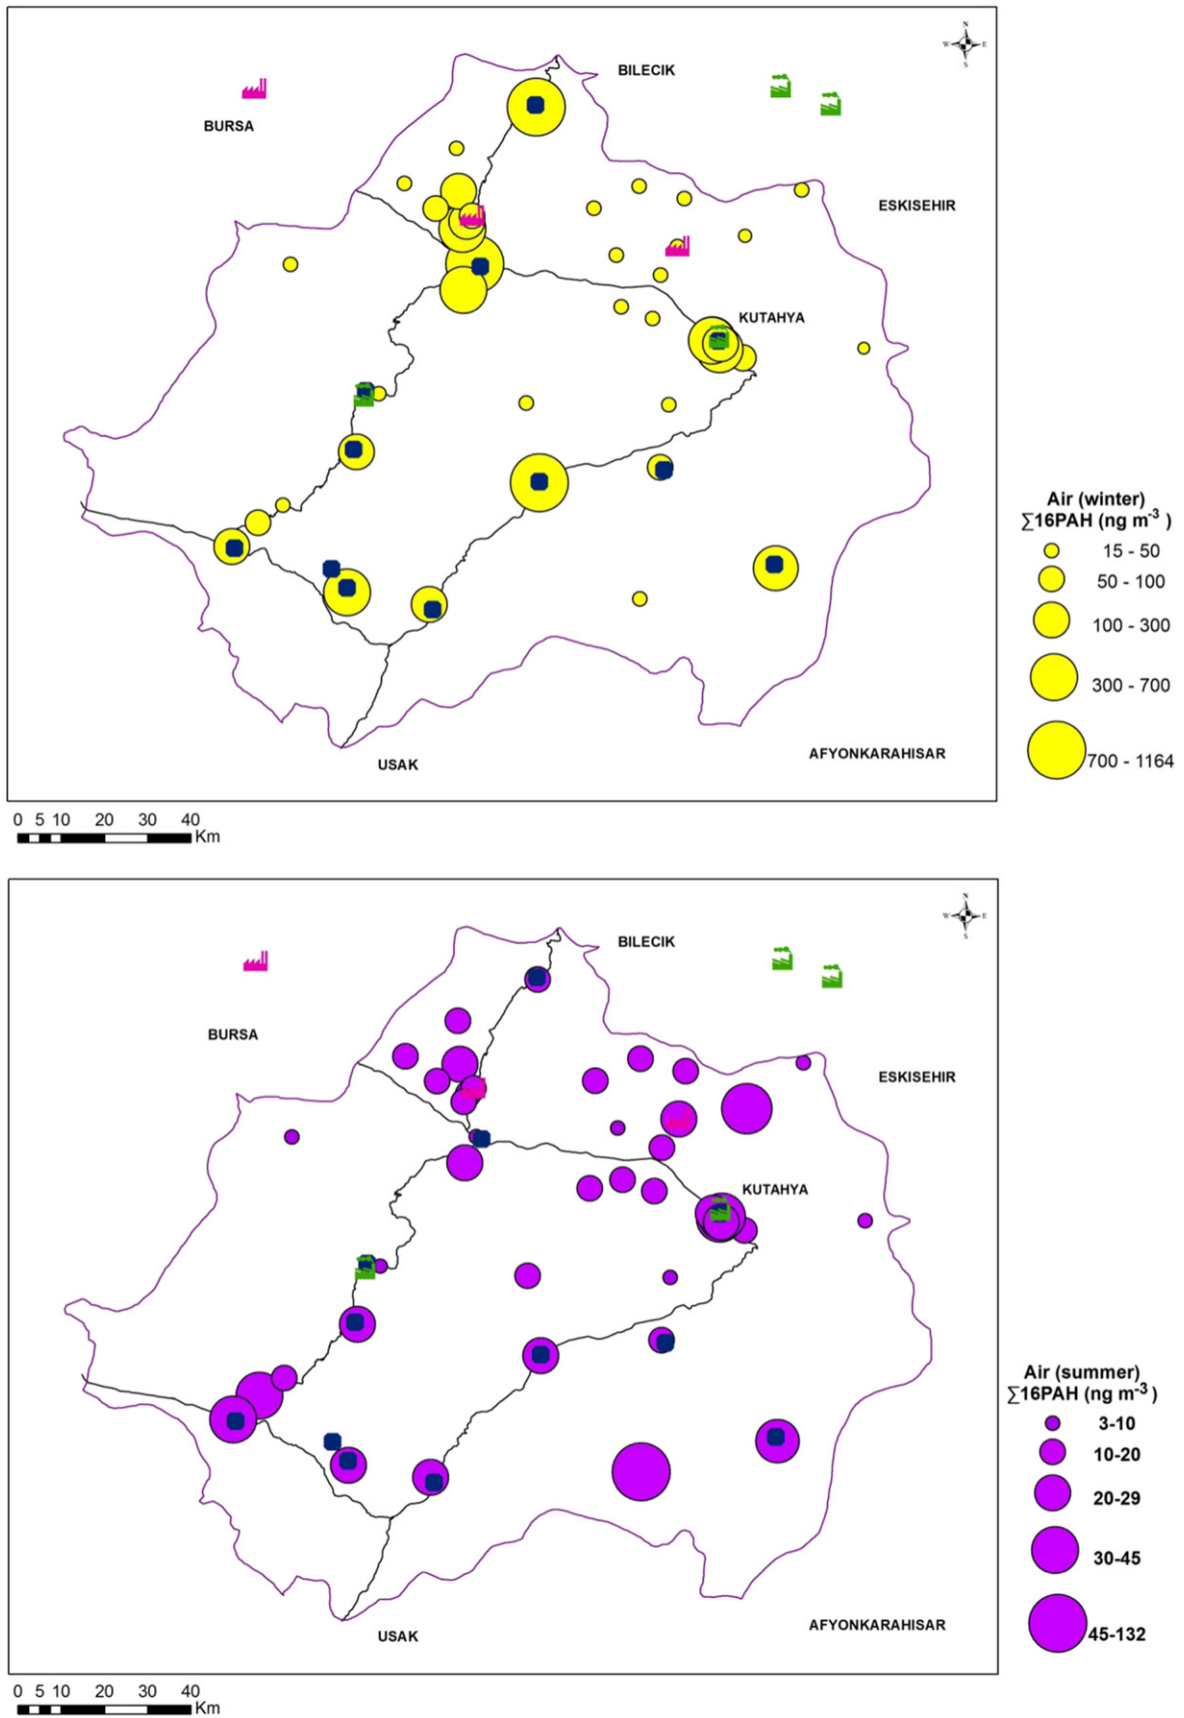 N
W E
S
BILECIK
BURSA
ESKISEHIR
KUTAHYA
Air (winter)
∑16PAH (ng m-3 )
15 - 50
50 - 100
100 - 300
300 - 700
700 - 1164
AFYONKARAHISAR
USAK
0 5 10 20 30 40
Km
N
W E
S
BILECIK
BURSA
ESKISEHIR
KUTAHYA
Air (summer)
∑16PAH (ng m-3 )
3-10
10-20
20-29
30-45
45-132
AFYONKARAHISAR
USAK
0 5 10 20 30 40
Km